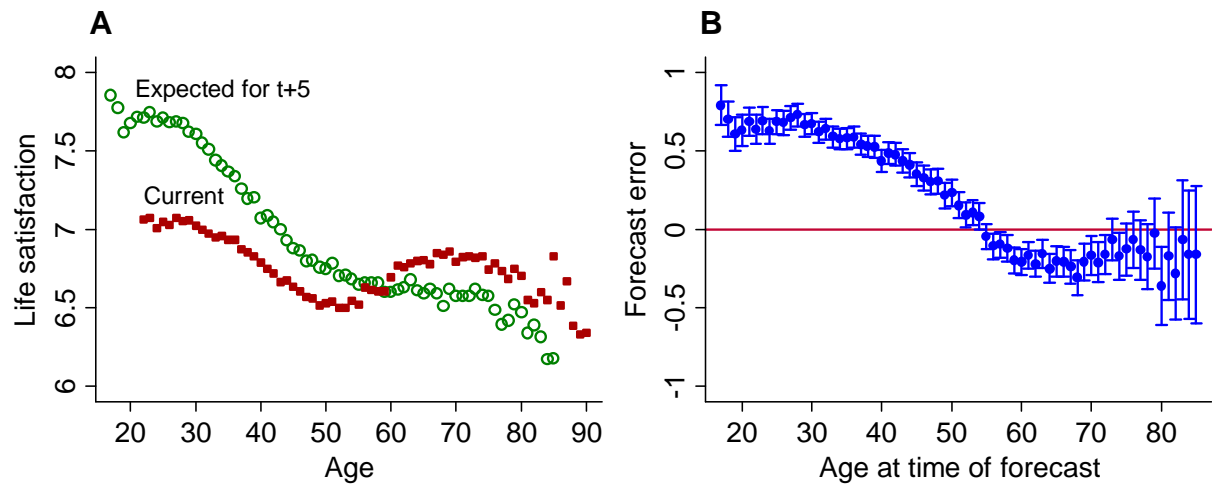 A
Life satisfaction
8
7.5
7
6.5
6
Expected for t+5
Current
20 30 40 50 60 70 80 90
Age
B
Forecast error
1
0.5
0
-0.5
-1
20 30 40 50 60 70 80
Age at time of forecast